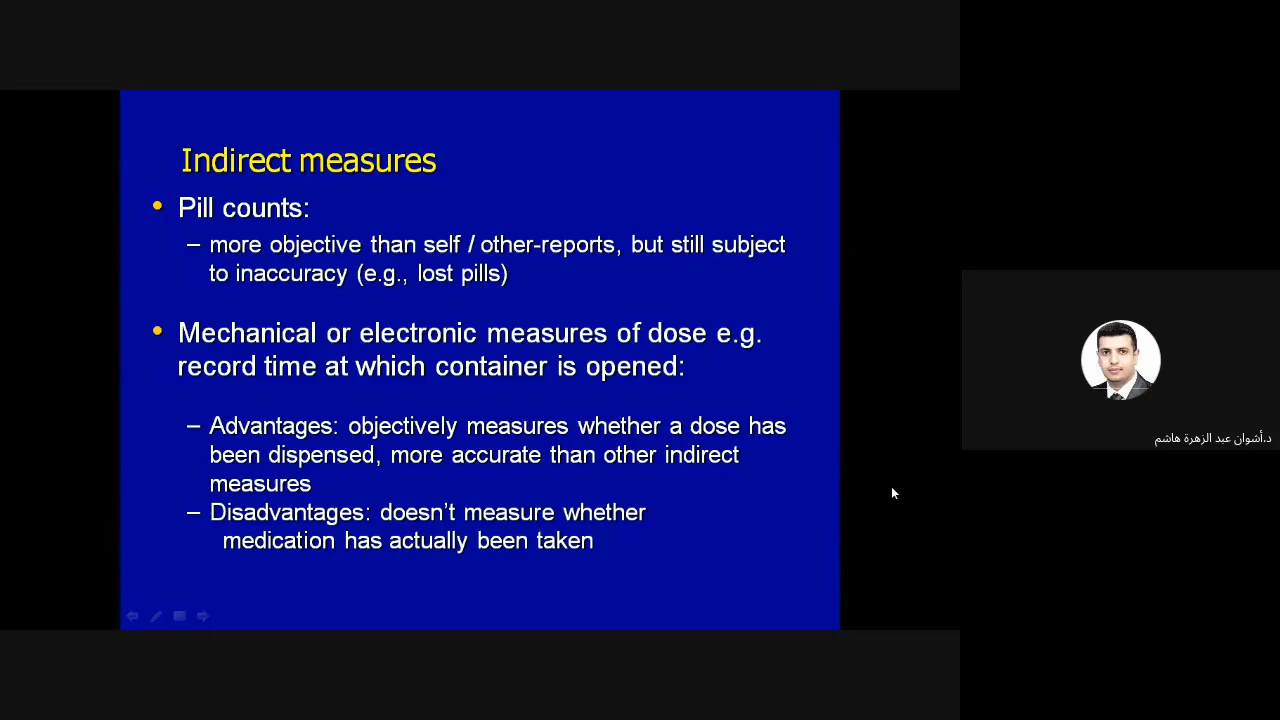 Indirect measures
• Pill counts:
– more objective than self / other-reports, but still subject
to inaccuracy (e.g., lost pills)
• Mechanical or electronic measures of dose e.g.
record time at which container is opened:
– Advantages: objectively measures whether a dose has
been dispensed, more accurate than other indirect
measures
– Disadvantages: doesn’t measure whether
medication has actually been taken
د.أشوان عبد الزهرة هاشم